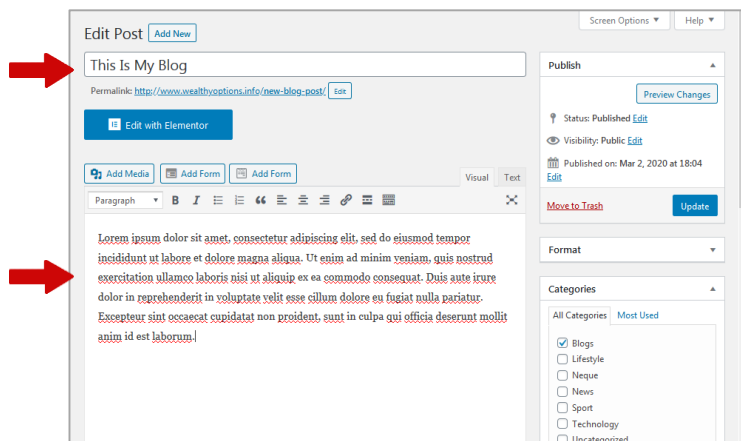 Screen Options ▼
Help ▼
Edit Post
Add New
This Is My Blog
Permalink: http://www.wealthyoptions.info/new-blog-post/ Edit
Edit with Elementor
Add Media
Add Form
Add Form
Visual
Text
Paragraph ▼
Lorem ipsum dolor sit amet, consectetur adipiscing elit, sed do eiusmod tempor
incididunt ut labore et dolore magna aliqua. Ut enim ad minim veniam, quis nostrud
exercitation ullamco laboris nisi ut aliquip ex ea commodo consequat. Duis aute irure
dolor in reprehenderit in voluptate velit esse cillum dolore eu fugiat nulla pariatur.
Excepteur sint occaecat cupidatat non proident, sunt in culpa qui officia deserunt mollit
anim id est laborum.
Publish
Preview Changes
Status: Published Edit
Visibility: Public Edit
Published on: Mar 2, 2020 at 18:04
Edit
Move to Trash
Update
Format
Categories
All Categories
Most Used
Blogs
Lifestyle
Neque
News
Sport
Technology
Uncategorized